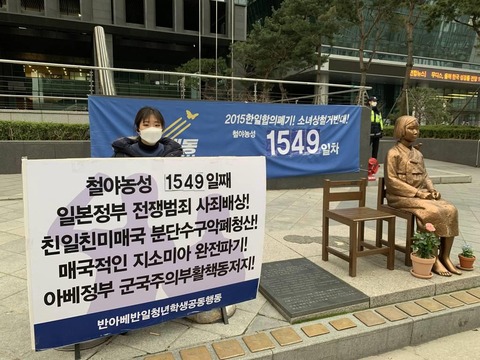 2015한일합의폐기! 소녀상철거반대!
철야농성 1549일차
동행
철야농성 1549일째
일본정부 전쟁범죄 사죄배상!
친일친미매국 분단수구악폐청산!
매국적인 지소미아 완전파기!
아베정부 군국주의부활책동저지!
반아베반일청년학생공동행동